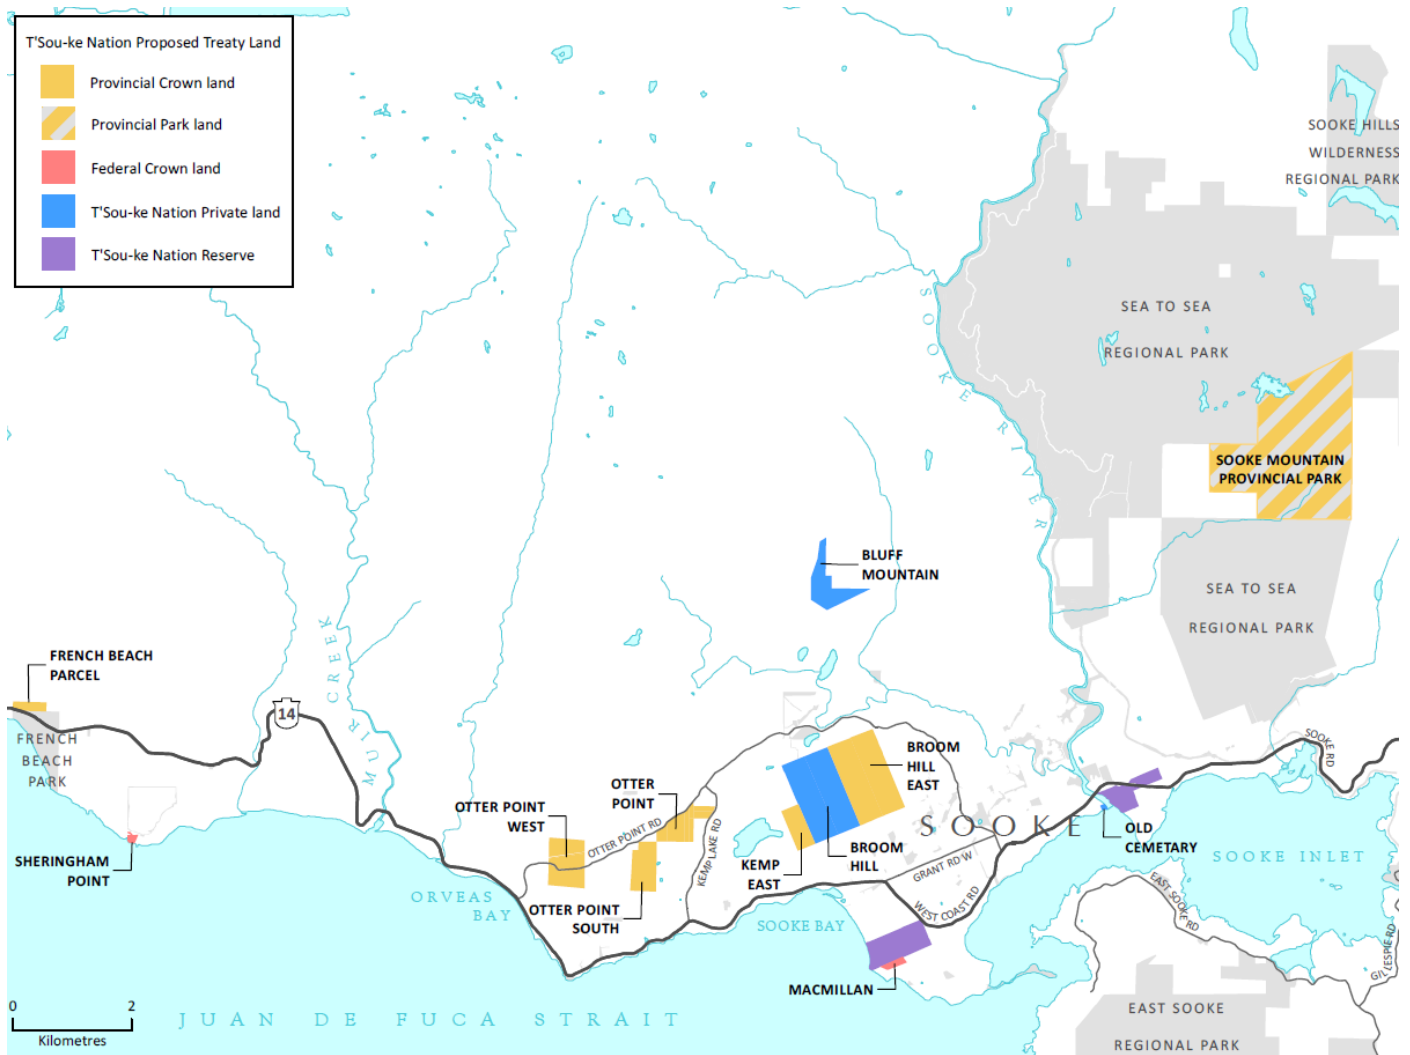 T'Sou-ke Nation Proposed Treaty Land
Provincial Crown land
Provincial Park land
Federal Crown land
T'Sou-ke Nation Private land
T'Sou-ke Nation Reserve
SOOKE HILLS
WILDERNESS
REGIONAL PARK
SEA TO SEA
REGIONAL PARK
SOOKE RIVER
SOOKE MOUNTAIN
PROVINCIAL PARK
BLUFF
MOUNTAIN
SEA TO SEA
REGIONAL PARK
FRENCH BEACH
PARCEL
MUIR CREEK
14
FRENCH
BEACH
PARK
SHERINGHAM
POINT
OTTER POINT
WEST
OTTER
POINT
OTTER POINT RD
KEMP LAKE RD
OTTER POINT
SOUTH
ORVEAS
BAY
BROOM
HILL
EAST
KEMP
EAST
BROOM
HILL
SOOKE
SOOKE RD
OLD
CEMETARY
SOOKE INLET
GRANT RD W
WEST COAST RD
EAST SOOKE RD
GILLESPIE RD
SOOKE BAY
MACMILLAN
EAST SOOKE
REGIONAL PARK
0 2
Kilometres
JUAN DE FUCA STRAIT